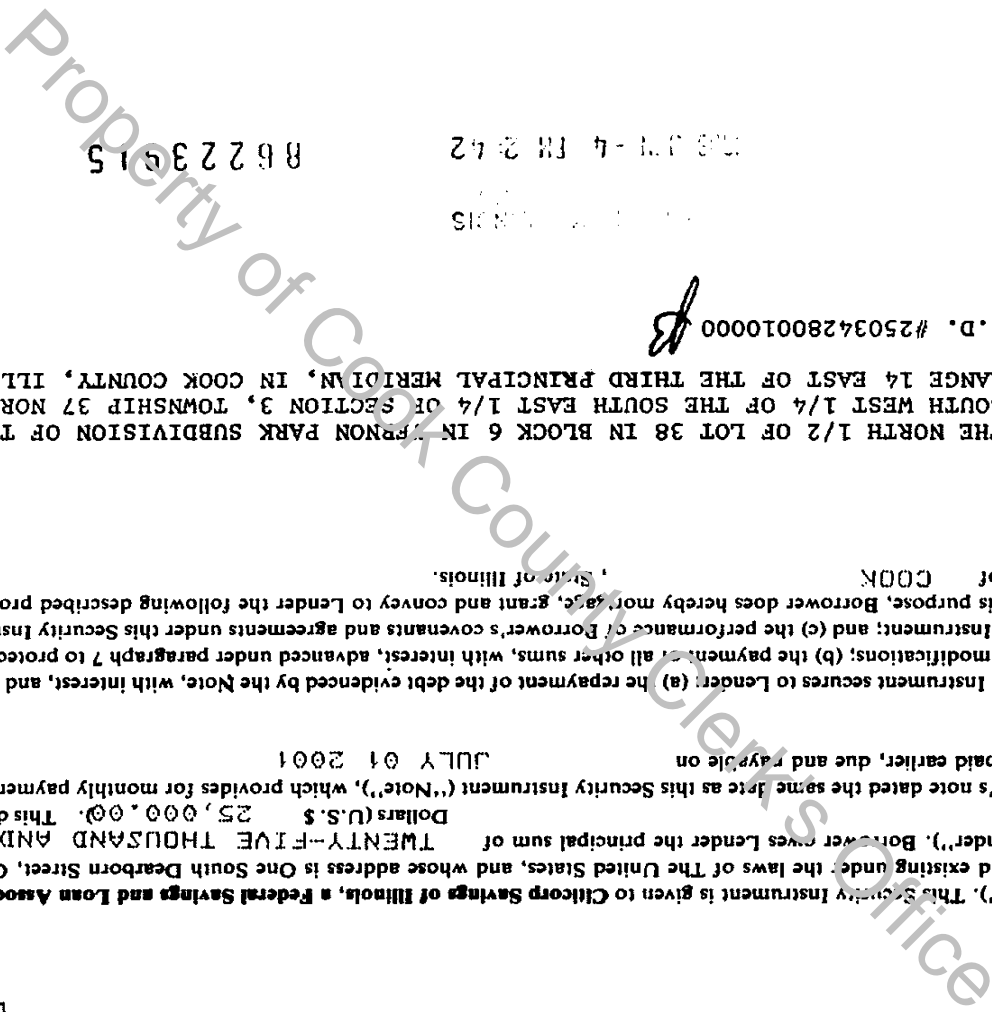 "). This Security Instrument is given to Citicorp Savings of Illinois, a Federal Savings and Loan Assoc
d existing under the laws of The United States, and whose address is One South Dearborn Street, C
nder"). Borrower owes Lender the principal sum of TWENTY-FIVE THOUSAND AND
Dollars (U.S.$ 25,000.00). This d
's note dated the same date as this Security Instrument ("Note"), which provides for monthly paymen
paid earlier, due and payable on JULY 01 2001
Instrument secures to Lender: (a) the repayment of the debt evidenced by the Note, with interest, and
modifications; (b) the payment of all other sums, with interest, advanced under paragraph 7 to protec
Instrument; and (c) the performance of Borrower's covenants and agreements under this Security Inst
is purpose, Borrower does hereby mortgage, grant and convey to Lender the following described pro
of COOK , State of Illinois.
THE NORTH 1/2 OF LOT 38 IN BLOCK 6 IN VERNON PARK SUBDIVISION OF T
OUTH WEST 1/4 OF THE SOUTH EAST 1/4 OF SECTION 3, TOWNSHIP 37 NOR
ANGE 14 EAST OF THE THIRD PRINCIPAL MERIDIAN, IN COOK COUNTY, ILL
.D. #25034280010000
-4 PM 2:42 86223915
Property of Cook County Clerk's Office